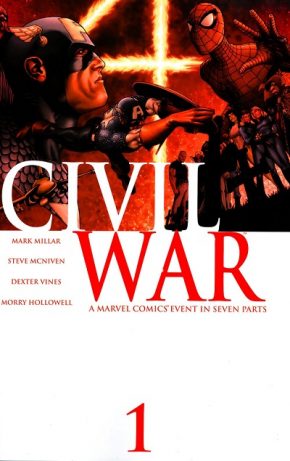 CIVIL
WAR
MARK MILLAR
STEVE McNIVEN
DEXTER VINES
MORRY HOLLOWELL
A MARVEL COMICS EVENT IN SEVEN PARTS
1